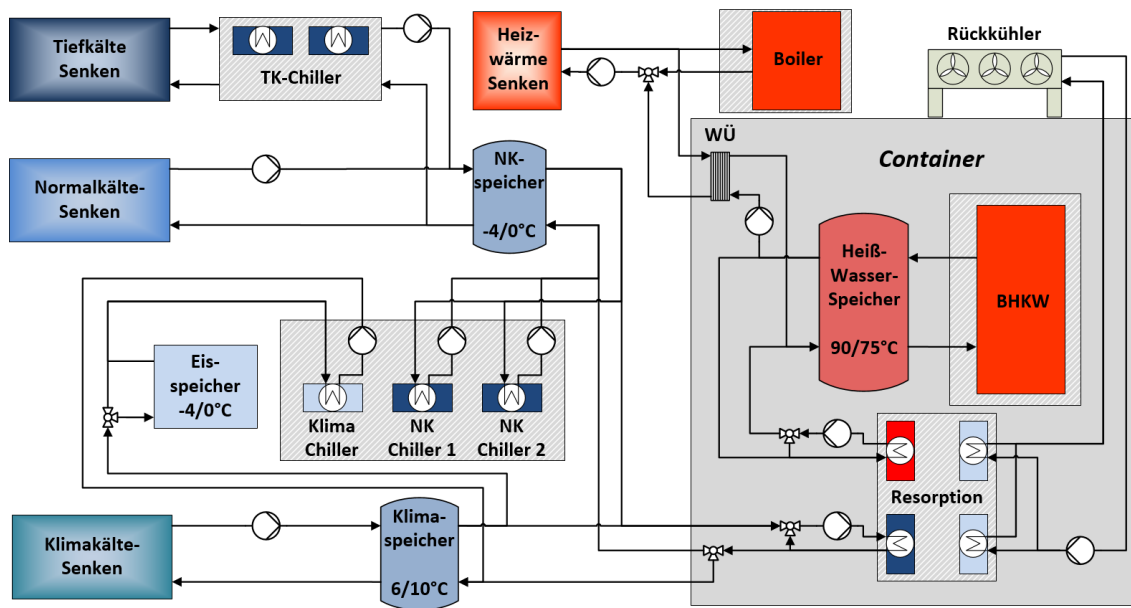 Tiefkälte
Senken
TK-Chiller
Heiz-
wärme
Senken
Boiler
Rückkühler
WÜ
Container
Normalkälte-
Senken
NK-
speicher
-4/0°C
Heiß-
Wasser-
Speicher
90/75°C
BHKW
Eis-
speicher
-4/0°C
Klima
Chiller
NK
Chiller 1
NK
Chiller 2
Resorption
Klimakälte-
Senken
Klima-
speicher
6/10°C